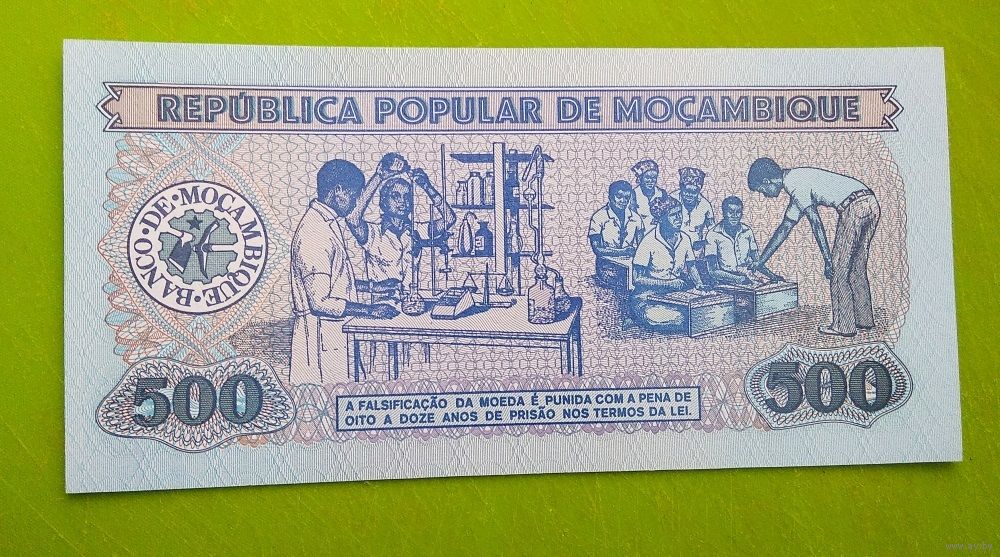 REPÚBLICA POPULAR DE MOÇAMBIQUE
BANCO·DE·MOÇAMBIQUE·
500
A FALSIFICAÇÃO DA MOEDA É PUNIDA COM A PENA DE
OITO A DOZE ANOS DE PRISÃO NOS TERMOS DA LEI.
500